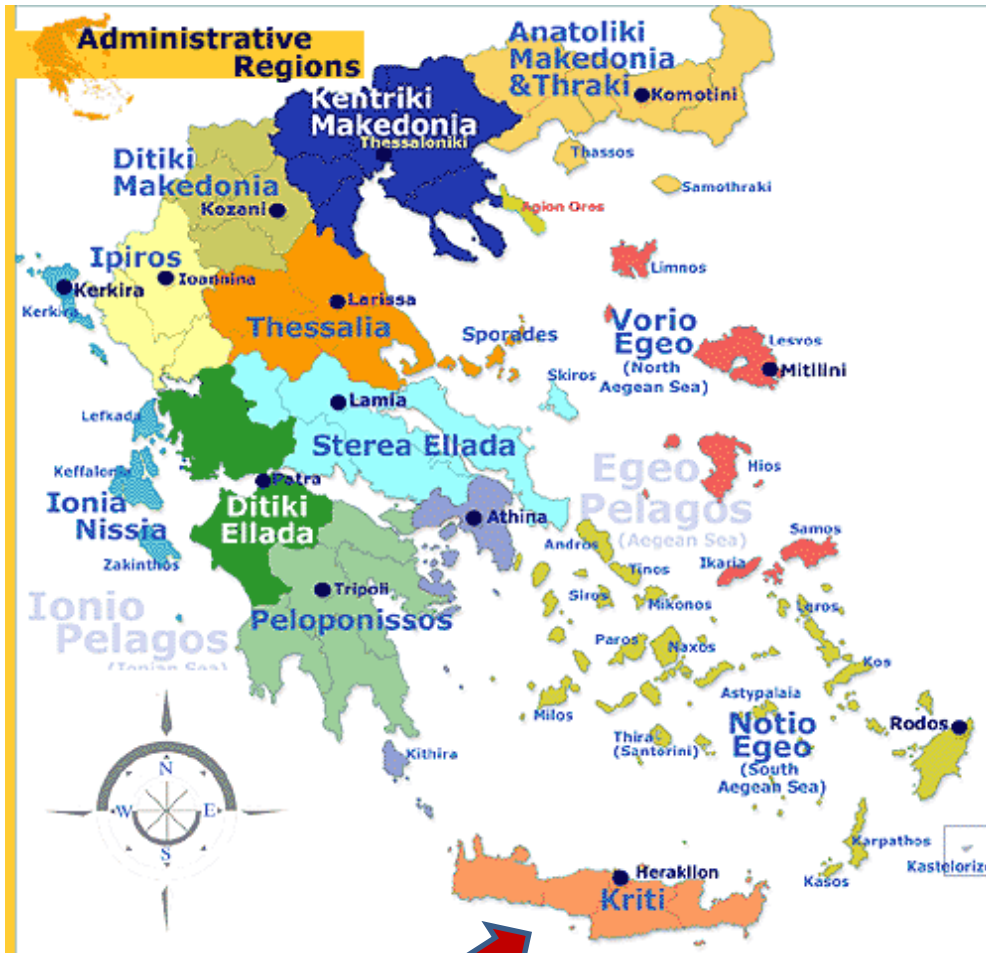 Administrative
Regions
Anatoliki
Makedonia
&Thraki
Komotini
Kentriki
Makedonia
Thessaloniki
Thassos
Samothraki
Ditiki
Makedonia
Kozani
Agion Oros
Ipiros
Ioannina
Kerkira
Kerkira
Limnos
Larissa
Thessalia
Sporades
Vorio
Egeo
(North
Aegean Sea)
Lesvos
Mitilini
Skiros
Lamia
Lefkada
Sterea Ellada
Keffalonia
Ionia
Nissia
Patra
Ditiki
Ellada
Egeo
Pelagos
(Aegean Sea)
Hios
Athina
Samos
Ikaria
Andros
Tinos
Zakinthos
Tripoli
Siros
Mikonos
Leros
Ionio
Pelagos
(Ionian Sea)
Peloponissos
Paros
Naxos
Kos
Astypalaia
Milos
Thira
(Santorini)
Notio
Egeo
(South
Aegean Sea)
Rodos
Kithira
N
W
E
S
Karpathos
Kastelorizo
Kasos
Heraklion
Kriti